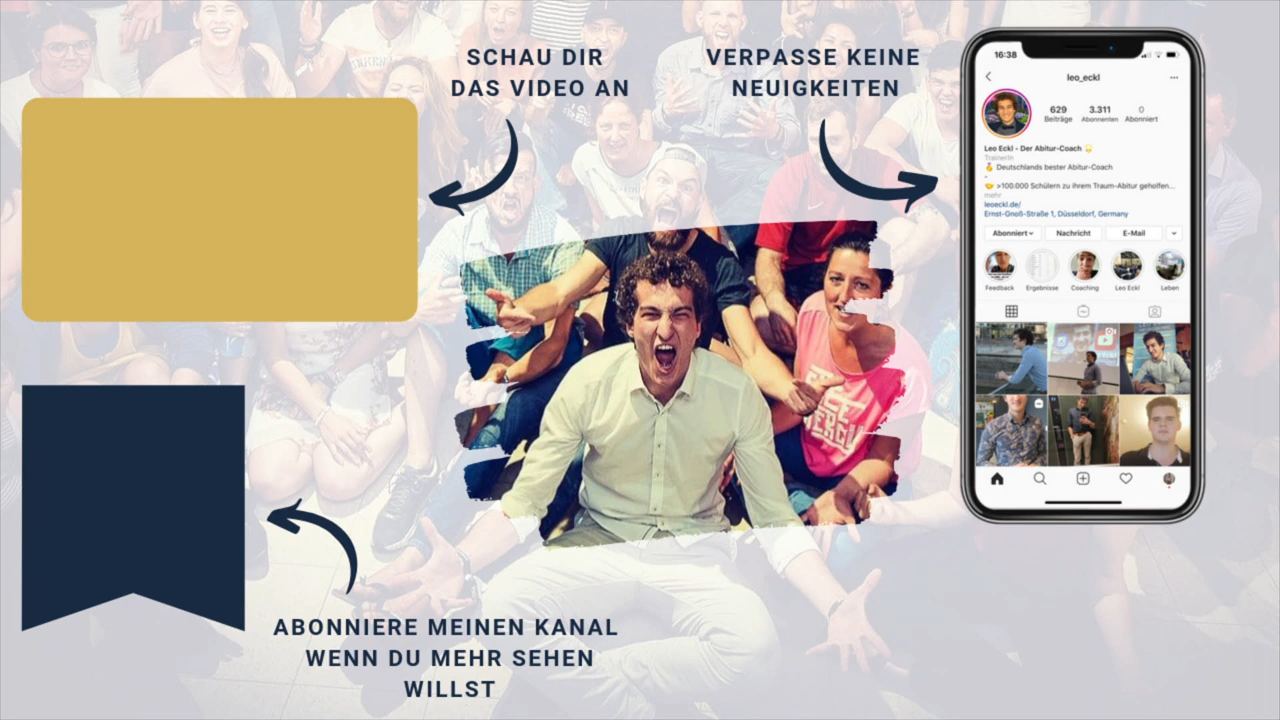 SCHAU DIR
DAS VIDEO AN
VERPASSE KEINE
NEUIGKEITEN
16:38
leo_eckl
629
3.311
0
Beiträge
Abonnenten
Abonniert
Leo Eckl - Der Abitur-Coach
TrainerIn
Deutschlands bester Abitur-Coach
-
>100.000 Schülern zu ihrem Traum-Abitur geholfen...
mehr
leoeckl.de/
Ernst-Gnoß-Straße 1, Düsseldorf, Germany
Abonniert
Nachricht
E-Mail
Feedback
Ergebnisse
Coaching
Leo Eckl
Leben
ABONNIERE MEINEN KANAL
WENN DU MEHR SEHEN
WILLST